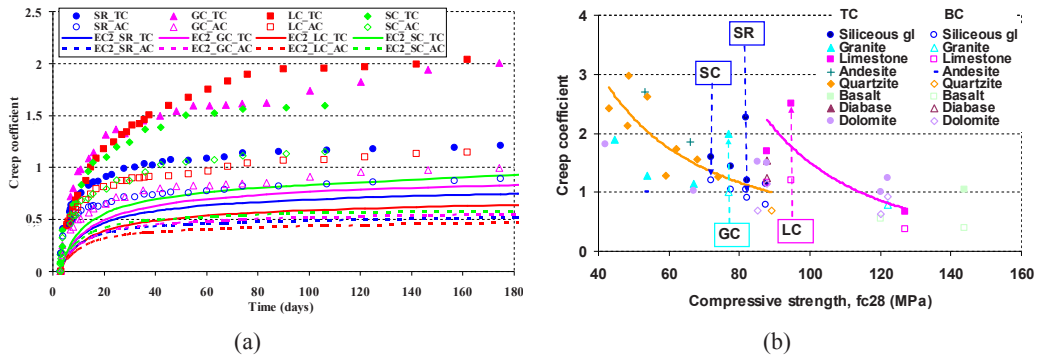 SR_TC GC_TC LC_TC SC_TC
SR_AC GC_AC LC_AC SC_AC
EC2_SR_TC EC2_GC_TC EC2_LC_TC EC2_SC_TC
EC2_SR_AC EC2_GC_AC EC2_LC_AC EC2_SC_AC
Creep coefficient
2.5
2
1.5
1
0.5
0
0 20 40 60 80 100 120 140 160 180
Time (days)
(a)
TC BC
Siliceous gl Siliceous gl
Granite Granite
Limestone Limestone
Andesite Andesite
Quartzite Quartzite
Basalt Basalt
Diabase Diabase
Dolomite Dolomite
SR
SC
GC
LC
Creep coefficient
4
3
2
1
0
40 60 80 100 120 140 160
Compressive strength, fc28 (MPa)
(b)